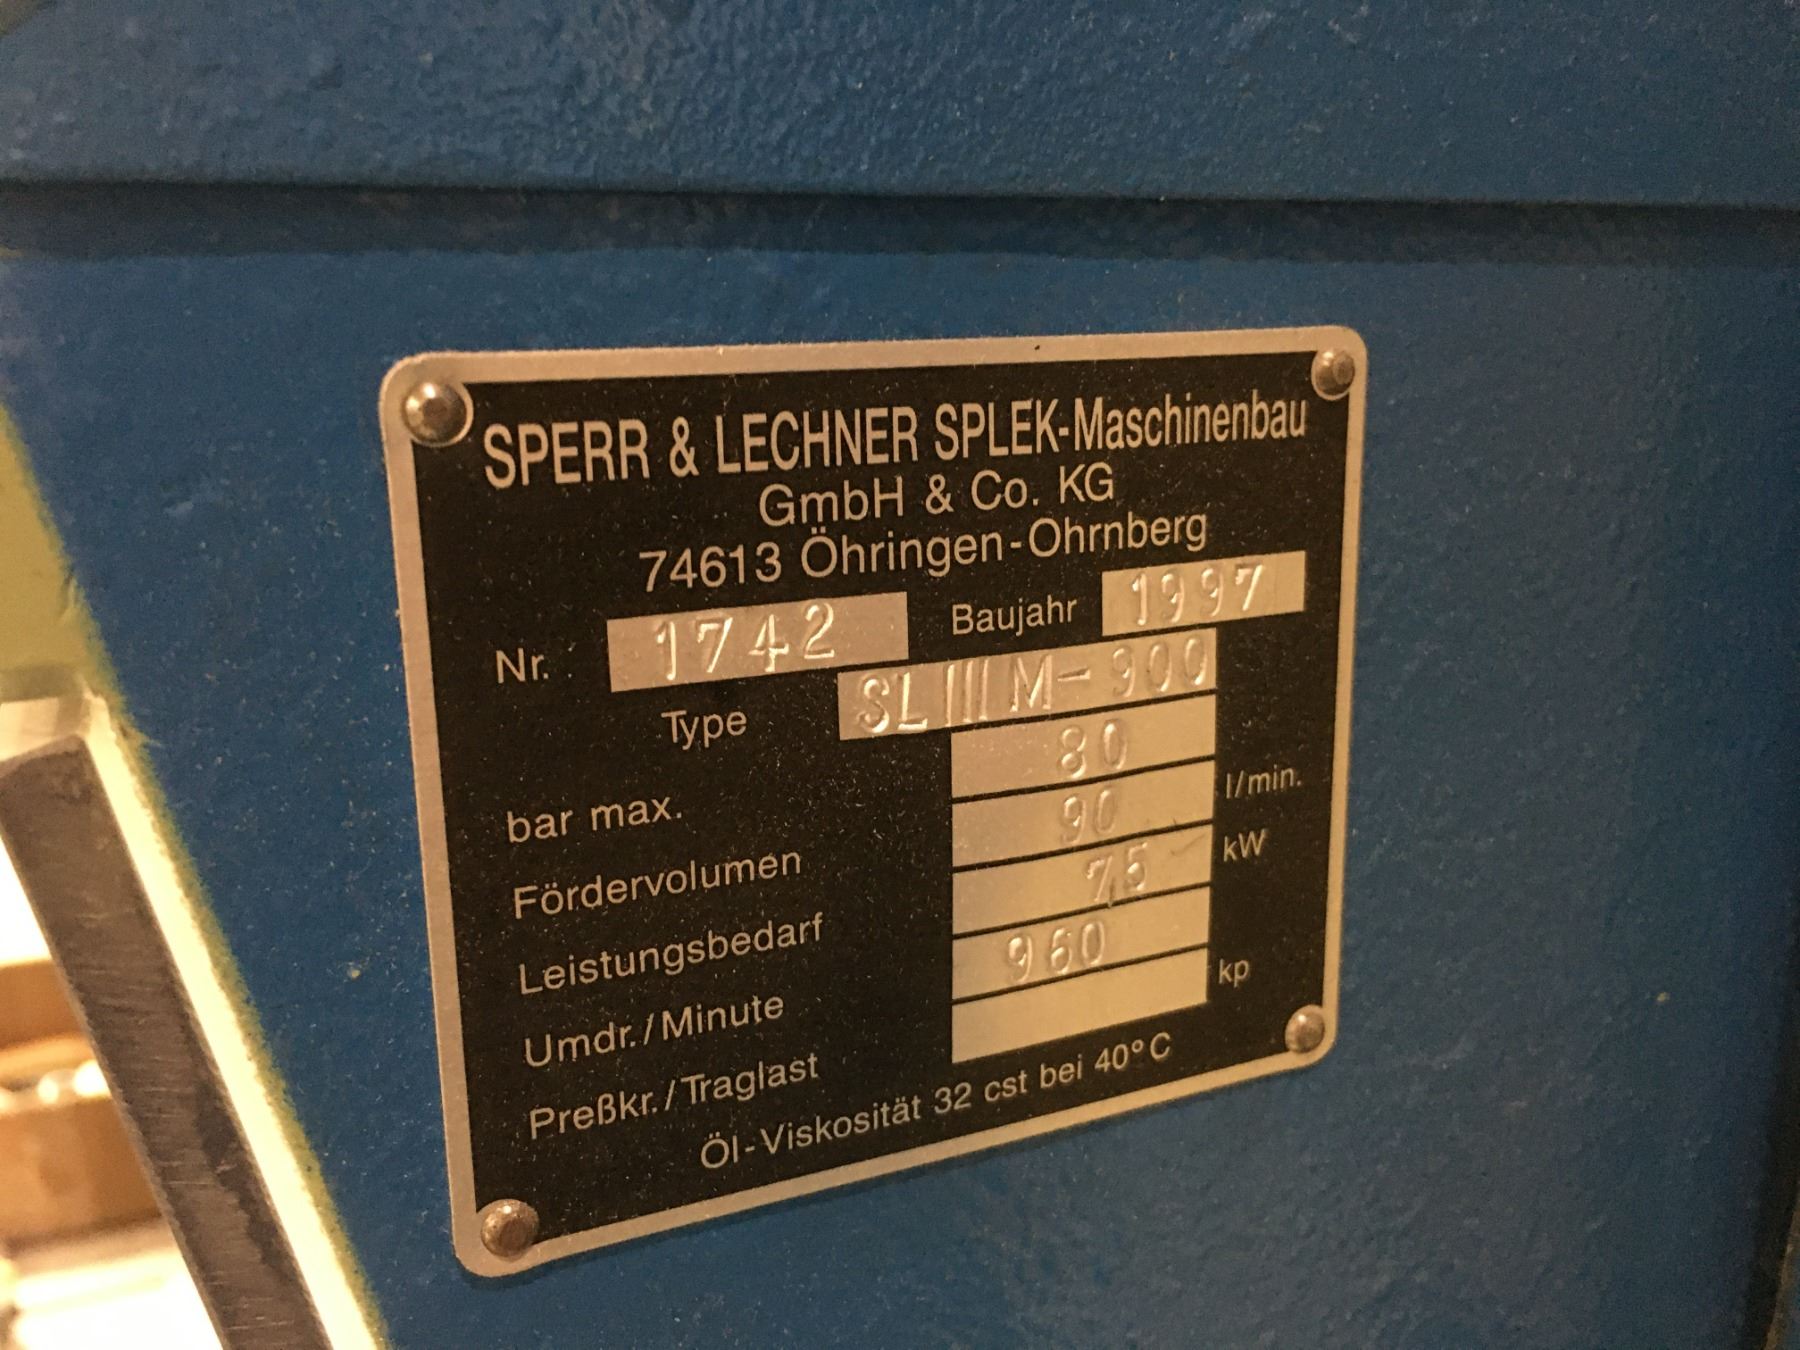 SPERR & LECHNER SPLEK-Maschinenbau
GmbH & Co. KG
74613 Öhringen-Ohrnberg
Nr. 1742 Baujahr 1997
Type SL III M-900
bar max. 80
Fördervolumen 90 l/min.
Leistungsbedarf 7,5 kW
Umdr./Minute 960
Preßkr./Traglast kp
Öl-Viskosität 32 cst bei 40°C